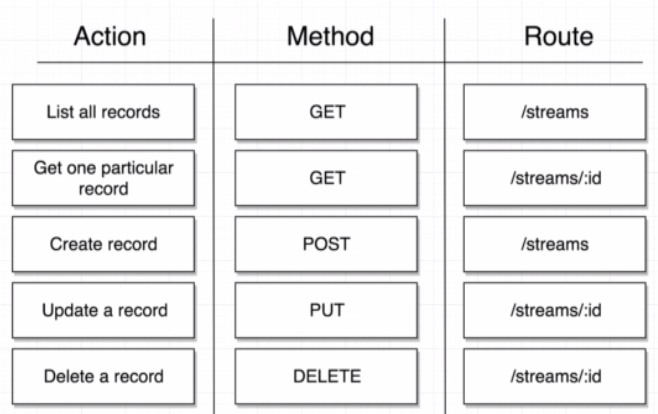 Action Method Route
List all records GET /streams
Get one particular
record GET /streams/:id
Create record POST /streams
Update a record PUT /streams/:id
Delete a record DELETE /streams/:id